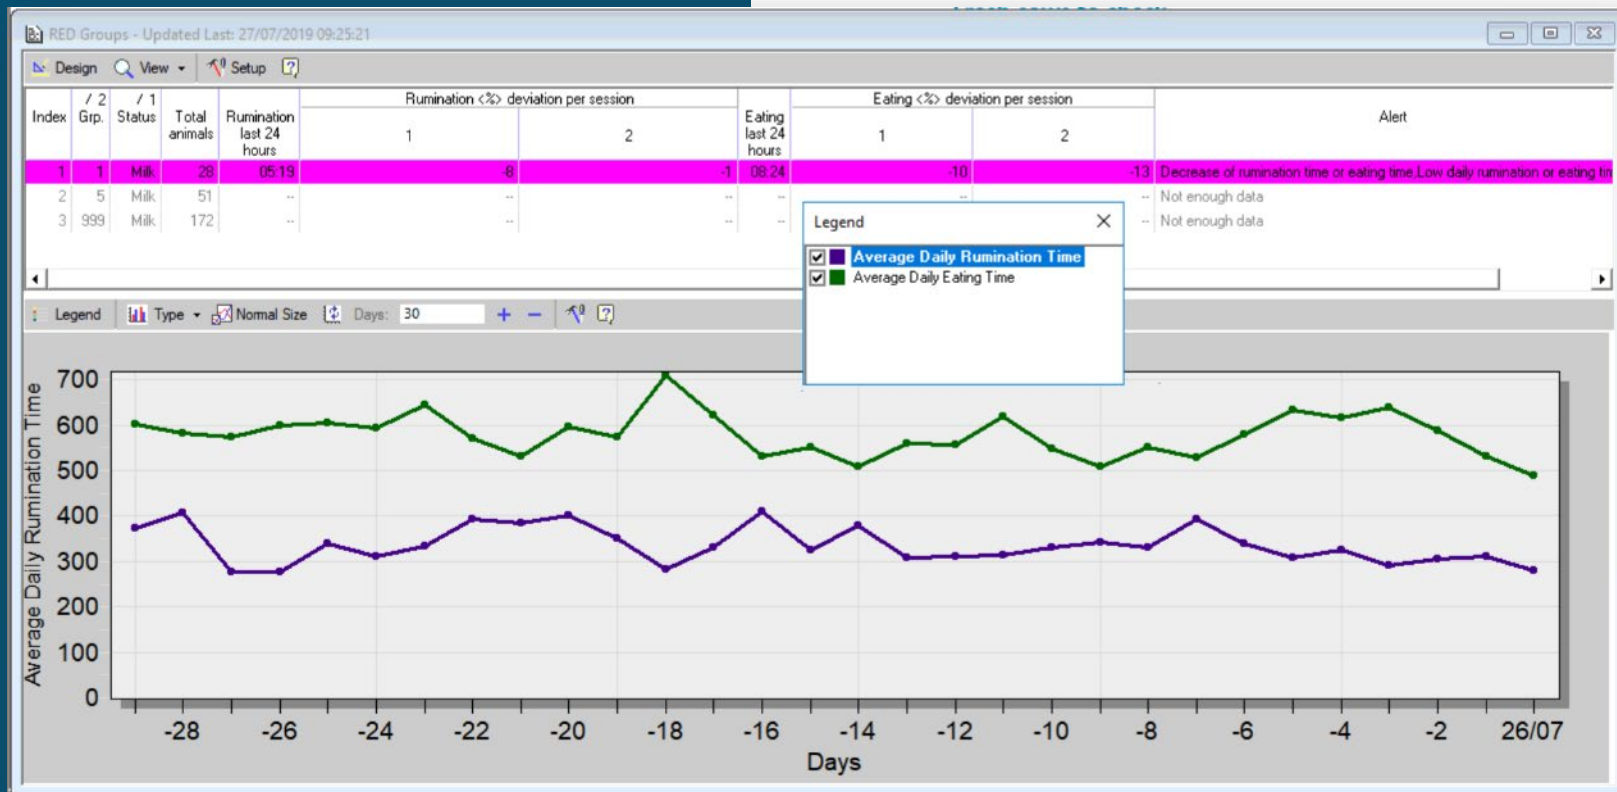 RED Groups - Updated Last: 27/07/2019 09:25:21
Design View Setup
Index / 2 Grp. / 1 Status Total animals Rumination last 24 hours Rumination <%> deviation per session 1 2 Eating last 24 hours Eating <%> deviation per session 1 2 Alert
1 1 Milk 28 05:19 -8 -1 08:24 -10 -13 Decrease of rumination time or eating time,Low daily rumination or eating tim
2 5 Milk 51 -- -- -- -- -- -- Not enough data
3 999 Milk 172 -- -- -- -- -- Not enough data
Legend
Average Daily Rumination Time
Average Daily Eating Time
Legend Type Normal Size Days: 30
Average Daily Rumination Time
700
600
500
400
300
200
100
0
-28 -26 -24 -22 -20 -18 -16 -14 -12 -10 -8 -6 -4 -2 26/07
Days